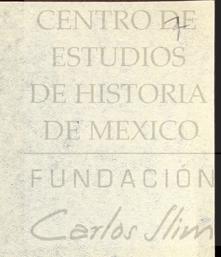 CENTRO DE
ESTUDIOS
DE HISTORIA
DE MEXICO
FUNDACIÓN
Carlos Slim